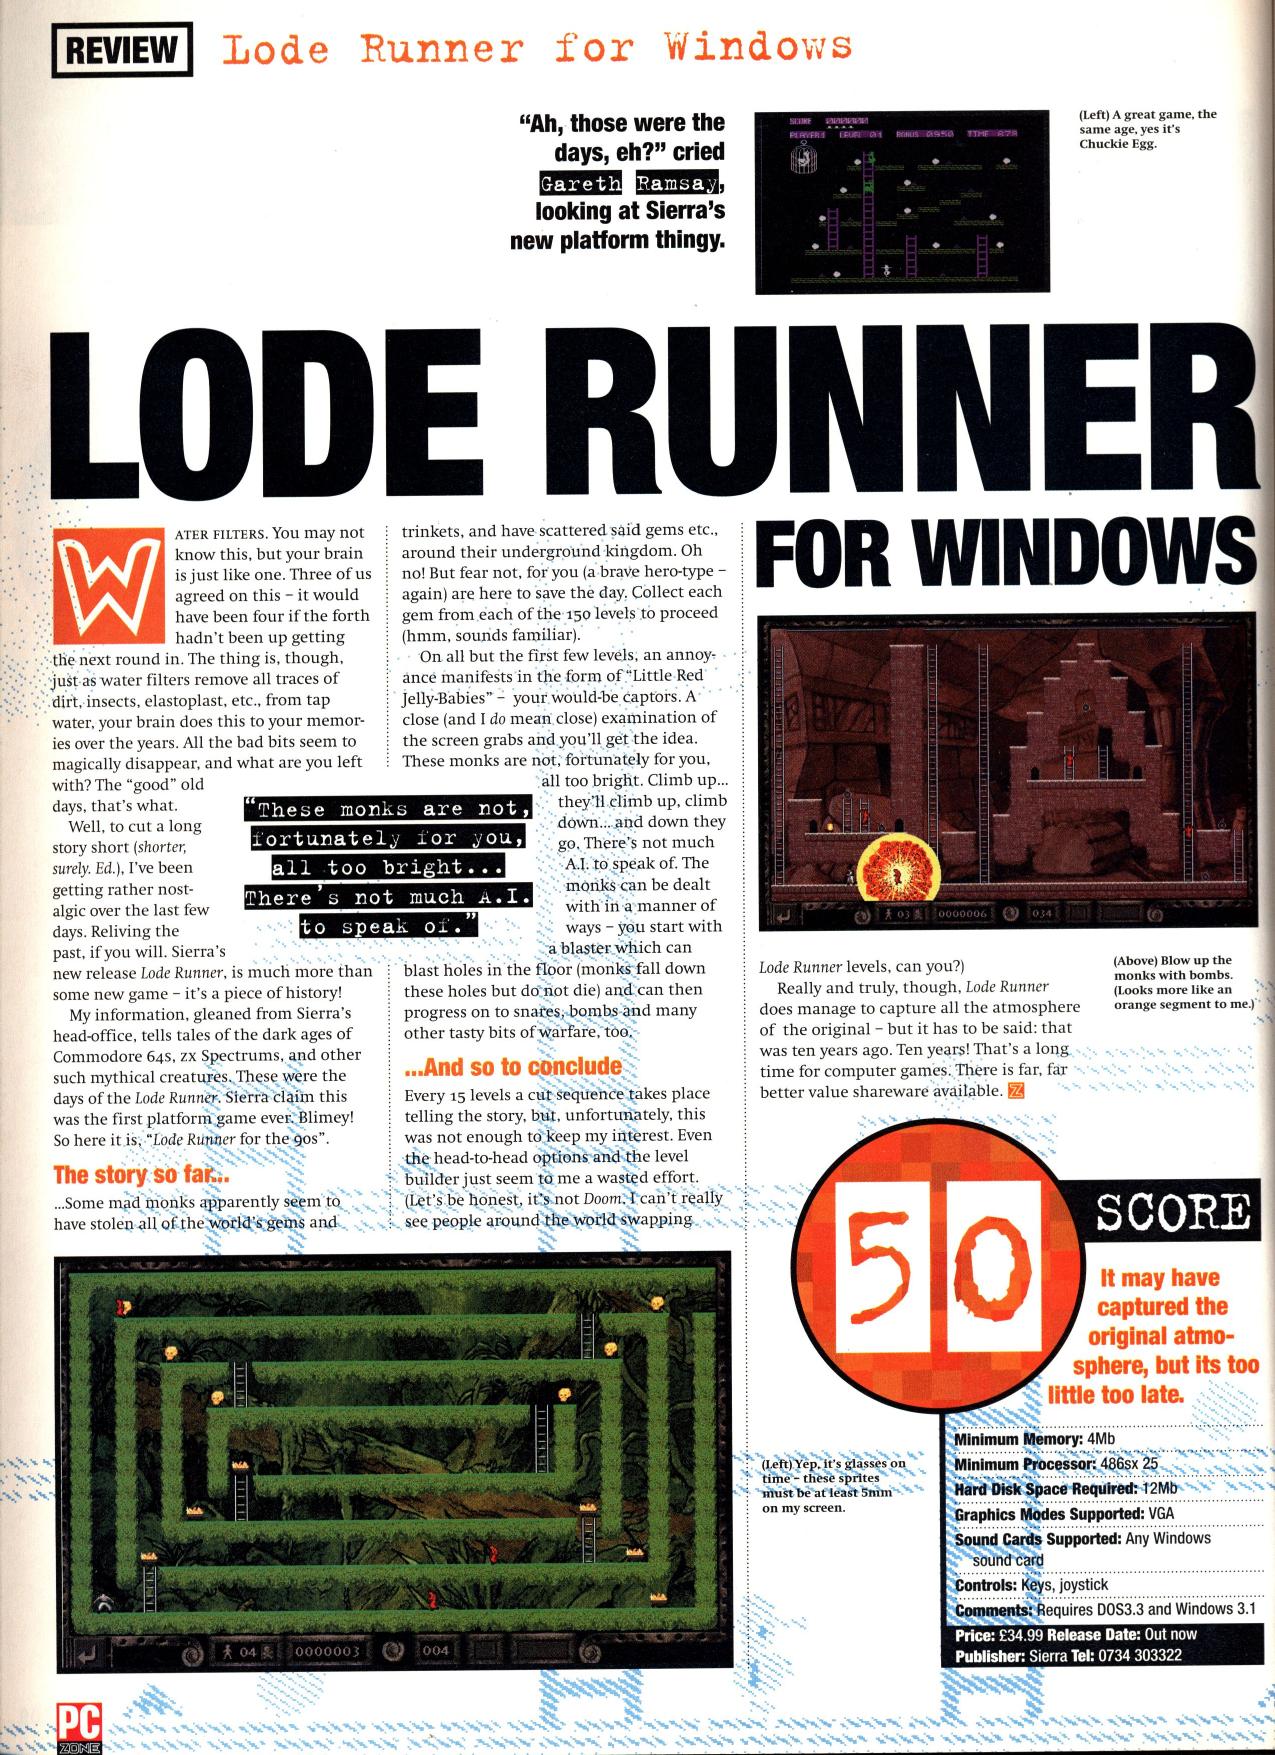 REVIEW Lode Runner for Windows
“Ah, those were the
days, eh?” cried
Gareth Ramsay,
looking at Sierra’s
new platform thingy.
SCORE 000000
PLAYER1 LEVEL 01 BONUS 0950 TIME 878
(Left) A great game, the
same age, yes it’s
Chuckie Egg.
LODE RUNNER
FOR WINDOWS
WATER FILTERS. You may not
know this, but your brain
is just like one. Three of us
agreed on this – it would
have been four if the forth
hadn’t been up getting
the next round in. The thing is, though,
just as water filters remove all traces of
dirt, insects, elastoplast, etc., from tap
water, your brain does this to your memor-
ies over the years. All the bad bits seem to
magically disappear, and what are you left
with? The “good” old
days, that’s what.
Well, to cut a long
story short (shorter,
surely. Ed.), I’ve been
getting rather nost-
algic over the last few
days. Reliving the
past, if you will. Sierra’s
new release Lode Runner, is much more than
some new game – it’s a piece of history!
My information, gleaned from Sierra’s
head-office, tells tales of the dark ages of
Commodore 64s, ZX Spectrums, and other
such mythical creatures. These were the
days of the Lode Runner. Sierra claim this
was the first platform game ever. Blimey!
So here it is, “Lode Runner for the 90s”.
The story so far...
...Some mad monks apparently seem to
have stolen all of the world’s gems and
“These monks are not,
fortunately for you,
all too bright...
There’s not much A.I.
to speak of.”
trinkets, and have scattered said gems etc.,
around their underground kingdom. Oh
no! But fear not, for you (a brave hero-type –
again) are here to save the day. Collect each
gem from each of the 150 levels to proceed
(hmm, sounds familiar).
On all but the first few levels, an annoy-
ance manifests in the form of “Little Red
Jelly-Babies” – your would-be captors. A
close (and I do mean close) examination of
the screen grabs and you’ll get the idea.
These monks are not, fortunately for you,
all too bright. Climb up...
they’ll climb up, climb
down... and down they
go. There’s not much
A.I. to speak of. The
monks can be dealt
with in a manner of
ways – you start with
a blaster which can
blast holes in the floor (monks fall down
these holes but do not die) and can then
progress on to snares, bombs and many
other tasty bits of warfare, too.
...And so to conclude
Every 15 levels a cut sequence takes place
telling the story, but, unfortunately, this
was not enough to keep my interest. Even
the head-to-head options and the level
builder just seem to me a wasted effort.
(Let’s be honest, it’s not Doom. I can’t really
see people around the world swapping
03 0000006 034
Lode Runner levels, can you?)
Really and truly, though, Lode Runner
does manage to capture all the atmosphere
of the original – but it has to be said: that
was ten years ago. Ten years! That’s a long
time for computer games. There is far, far
better value shareware available. Z
(Above) Blow up the
monks with bombs.
(Looks more like an
orange segment to me.)
50
SCORE
It may have
captured the
original atmo-
sphere, but its too
little too late.
04 0000003 004
(Left) Yep, it’s glasses on
time – these sprites
must be at least 5mm
on my screen.
Minimum Memory: 4Mb
Minimum Processor: 486sx 25
Hard Disk Space Required: 12Mb
Graphics Modes Supported: VGA
Sound Cards Supported: Any Windows
sound card
Controls: Keys, joystick
Comments: Requires DOS3.3 and Windows 3.1
Price: £34.99 Release Date: Out now
Publisher: Sierra Tel: 0734 303322
PC
ZONE